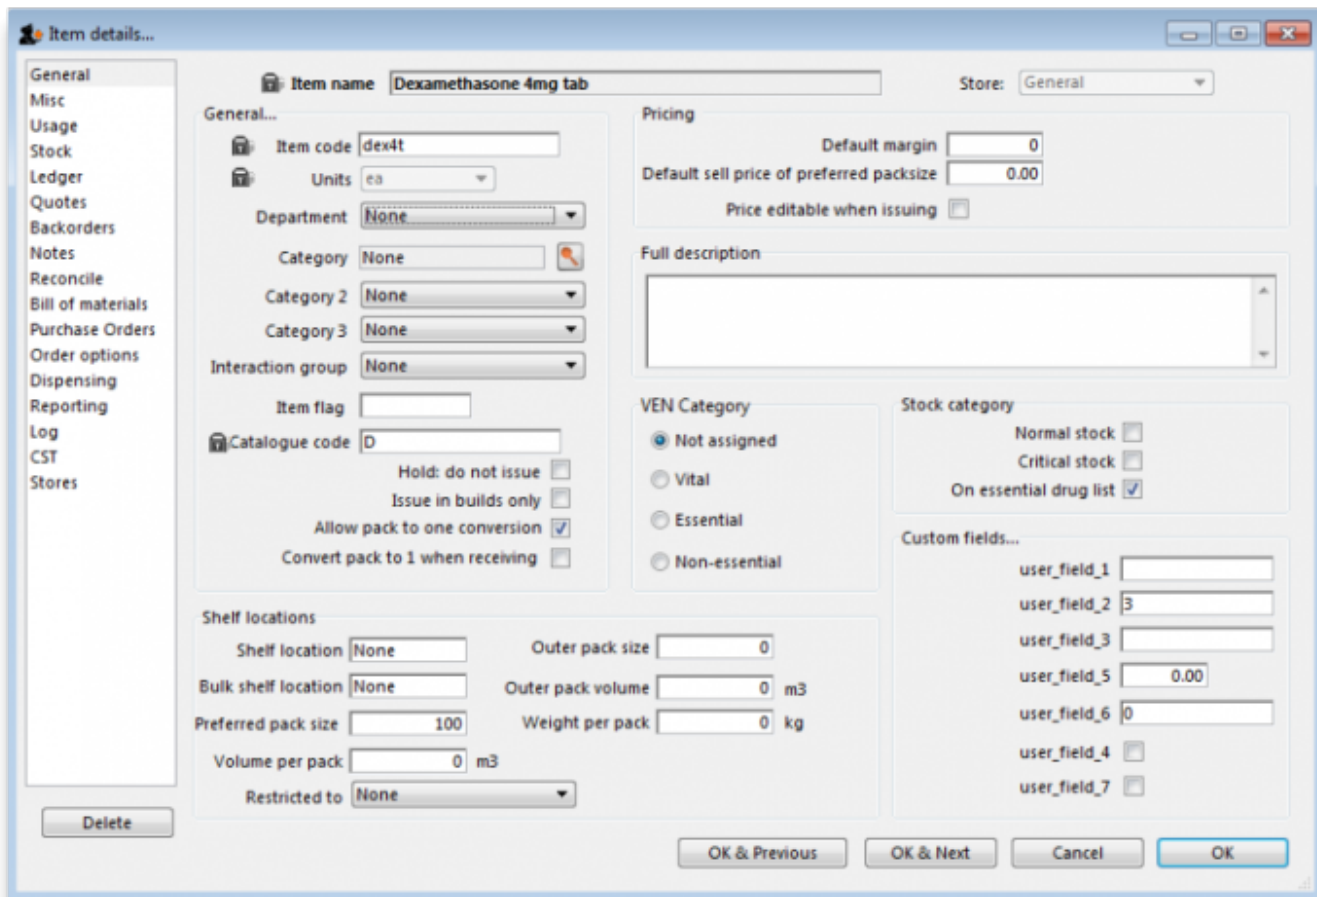 Item details...
General
Misc
Usage
Stock
Ledger
Quotes
Backorders
Notes
Reconcile
Bill of materials
Purchase Orders
Order options
Dispensing
Reporting
Log
CST
Stores
Delete
Item name Dexamethasone 4mg tab
Store: General
General...
Item code dex4t
Units ea
Department None
Category None
Category 2 None
Category 3 None
Interaction group None
Item flag
Catalogue code D
Hold: do not issue
Issue in builds only
Allow pack to one conversion
Convert pack to 1 when receiving
Pricing
Default margin 0
Default sell price of preferred packsize 0.00
Price editable when issuing
Full description
VEN Category
Not assigned
Vital
Essential
Non-essential
Stock category
Normal stock
Critical stock
On essential drug list
Custom fields...
user_field_1
user_field_2 3
user_field_3
user_field_5 0.00
user_field_6 0
user_field_4
user_field_7
Shelf locations
Shelf location None
Outer pack size 0
Bulk shelf location None
Outer pack volume 0 m3
Preferred pack size 100
Weight per pack 0 kg
Volume per pack 0 m3
Restricted to None
OK & Previous
OK & Next
Cancel
OK